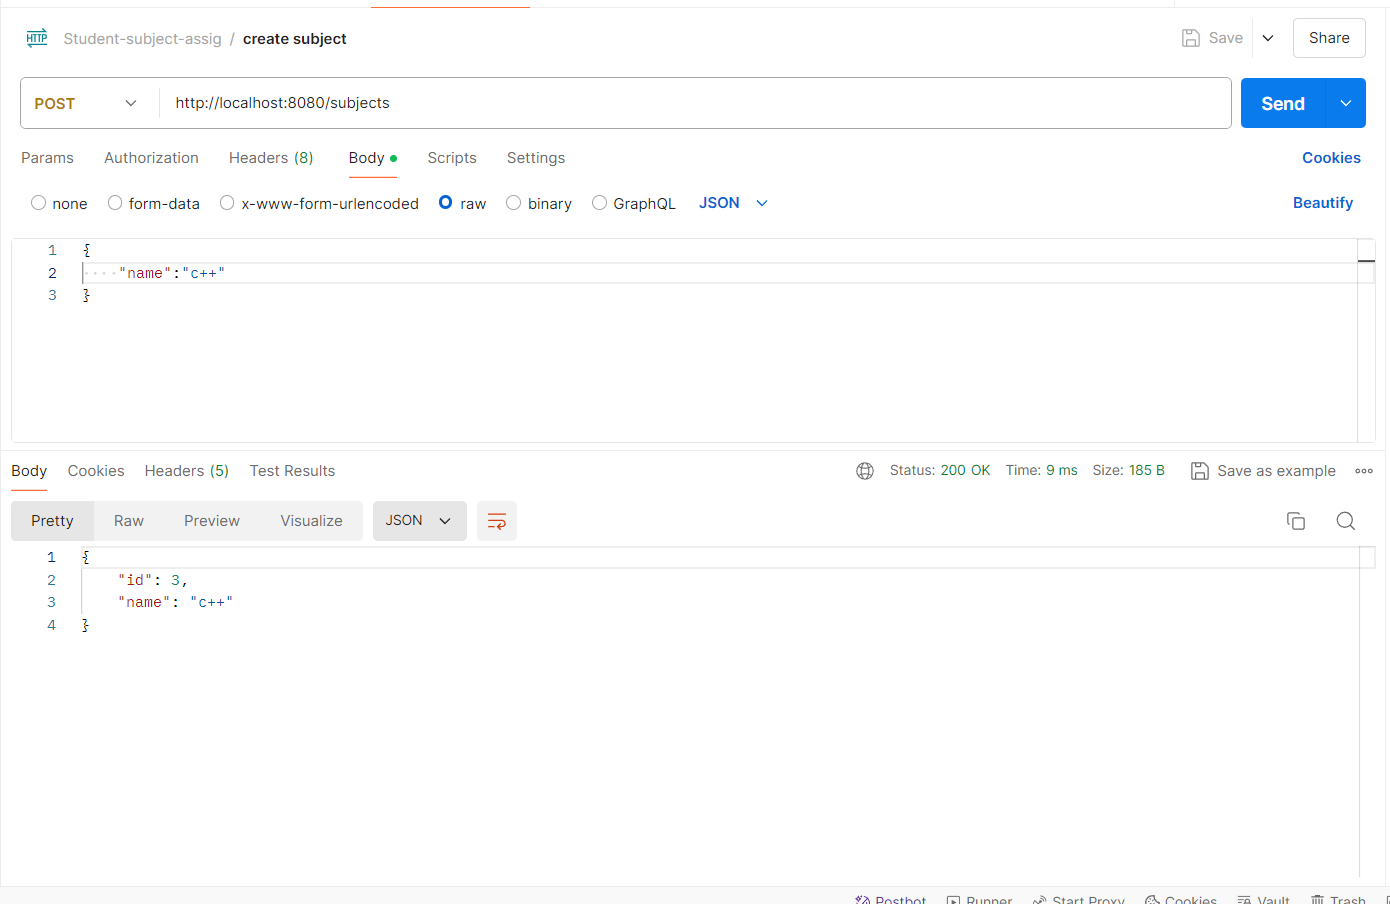 HTTP Student-subject-assig / create subject Save Share
POST http://localhost:8080/subjects Send
Params Authorization Headers (8) Body Scripts Settings Cookies
none form-data x-www-form-urlencoded raw binary GraphQL JSON Beautify
1 {
2 "name":"c++"
3 }
Body Cookies Headers (5) Test Results Status: 200 OK Time: 9 ms Size: 185 B Save as example
Pretty Raw Preview Visualize JSON
1 {
2 "id": 3,
3 "name": "c++"
4 }
Postbot Runner Start Proxy Cookies Vault Trash